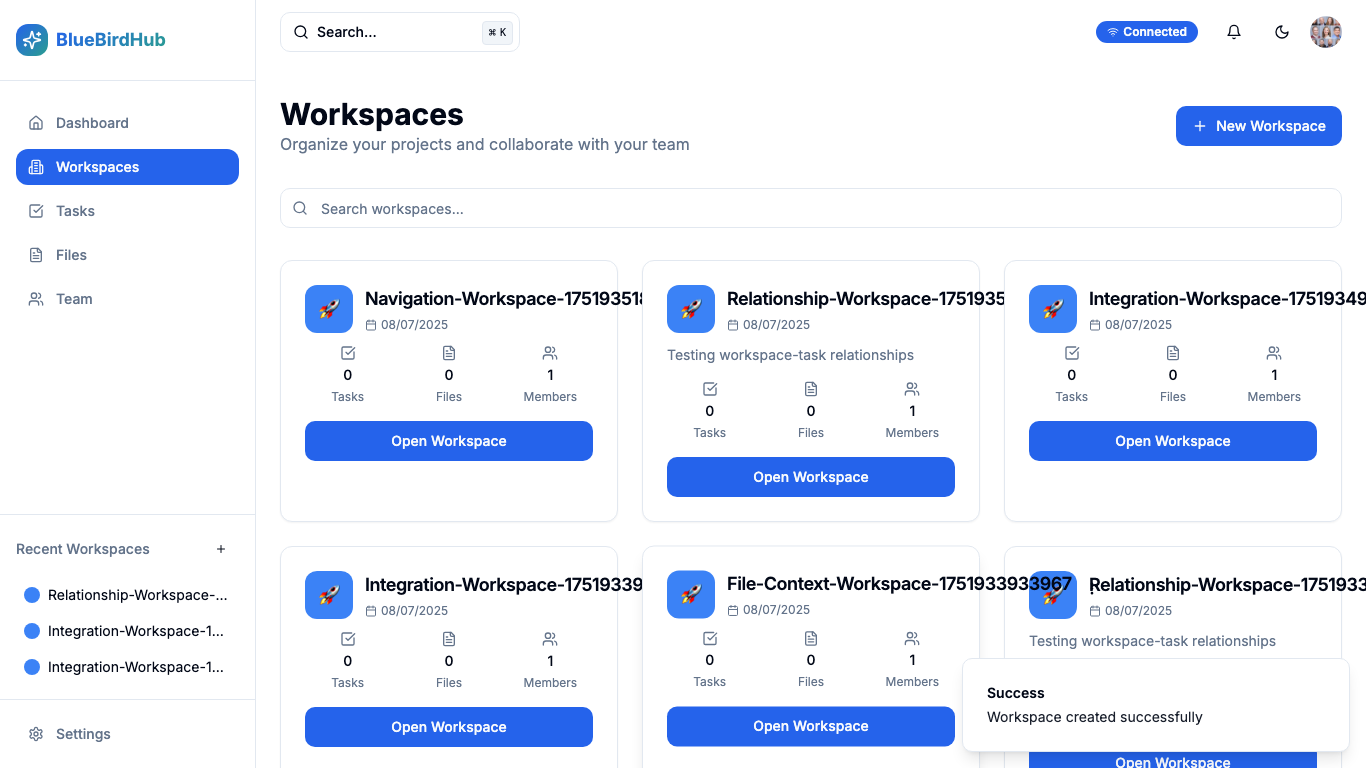 BlueBirdHub
Search...
⌘ K
Connected
Dashboard
Workspaces
Tasks
Files
Team
Recent Workspaces
Relationship-Workspace-...
Integration-Workspace-1...
Integration-Workspace-1...
Settings
Workspaces
Organize your projects and collaborate with your team
New Workspace
Search workspaces...
Navigation-Workspace-175193518
08/07/2025
0
Tasks
0
Files
1
Members
Open Workspace
Relationship-Workspace-1751935
08/07/2025
Testing workspace-task relationships
0
Tasks
0
Files
1
Members
Open Workspace
Integration-Workspace-17519349
08/07/2025
0
Tasks
0
Files
1
Members
Open Workspace
Integration-Workspace-17519339
08/07/2025
0
Tasks
0
Files
1
Members
Open Workspace
File-Context-Workspace-1751933933967
08/07/2025
0
Tasks
0
Files
1
Members
Open Workspace
Relationship-Workspace-1751933
08/07/2025
Testing workspace-task relationships
Open Workspace
Success
Workspace created successfully